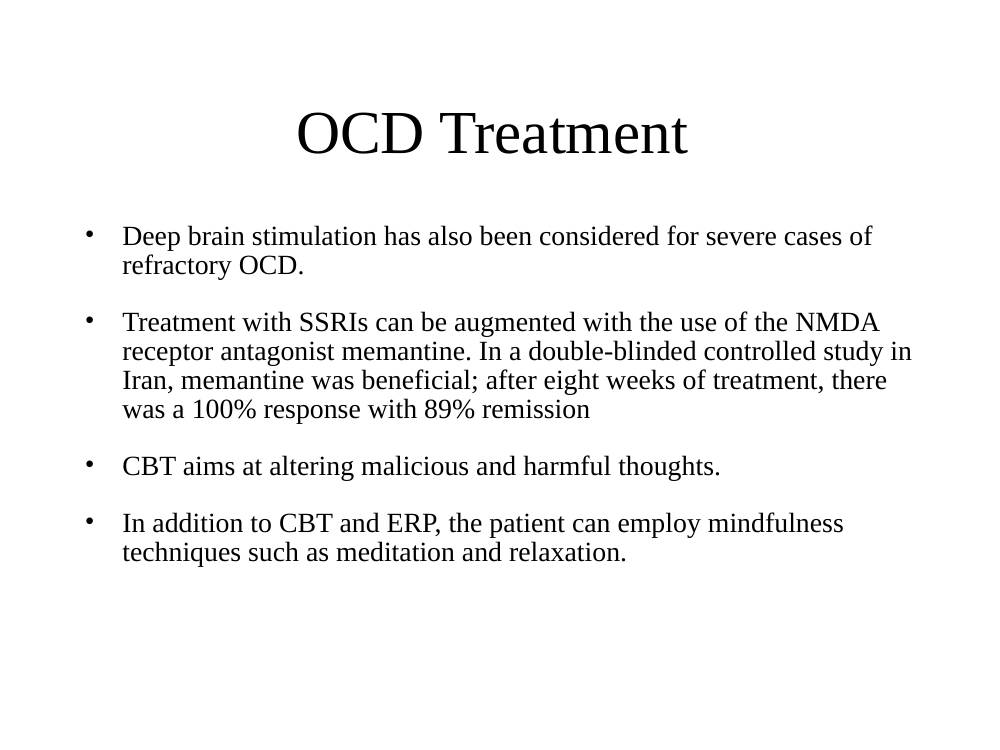 OCD Treatment
• Deep brain stimulation has also been considered for severe cases of
refractory OCD.
• Treatment with SSRIs can be augmented with the use of the NMDA
receptor antagonist memantine. In a double-blinded controlled study in
Iran, memantine was beneficial; after eight weeks of treatment, there
was a 100% response with 89% remission
• CBT aims at altering malicious and harmful thoughts.
• In addition to CBT and ERP, the patient can employ mindfulness
techniques such as meditation and relaxation.